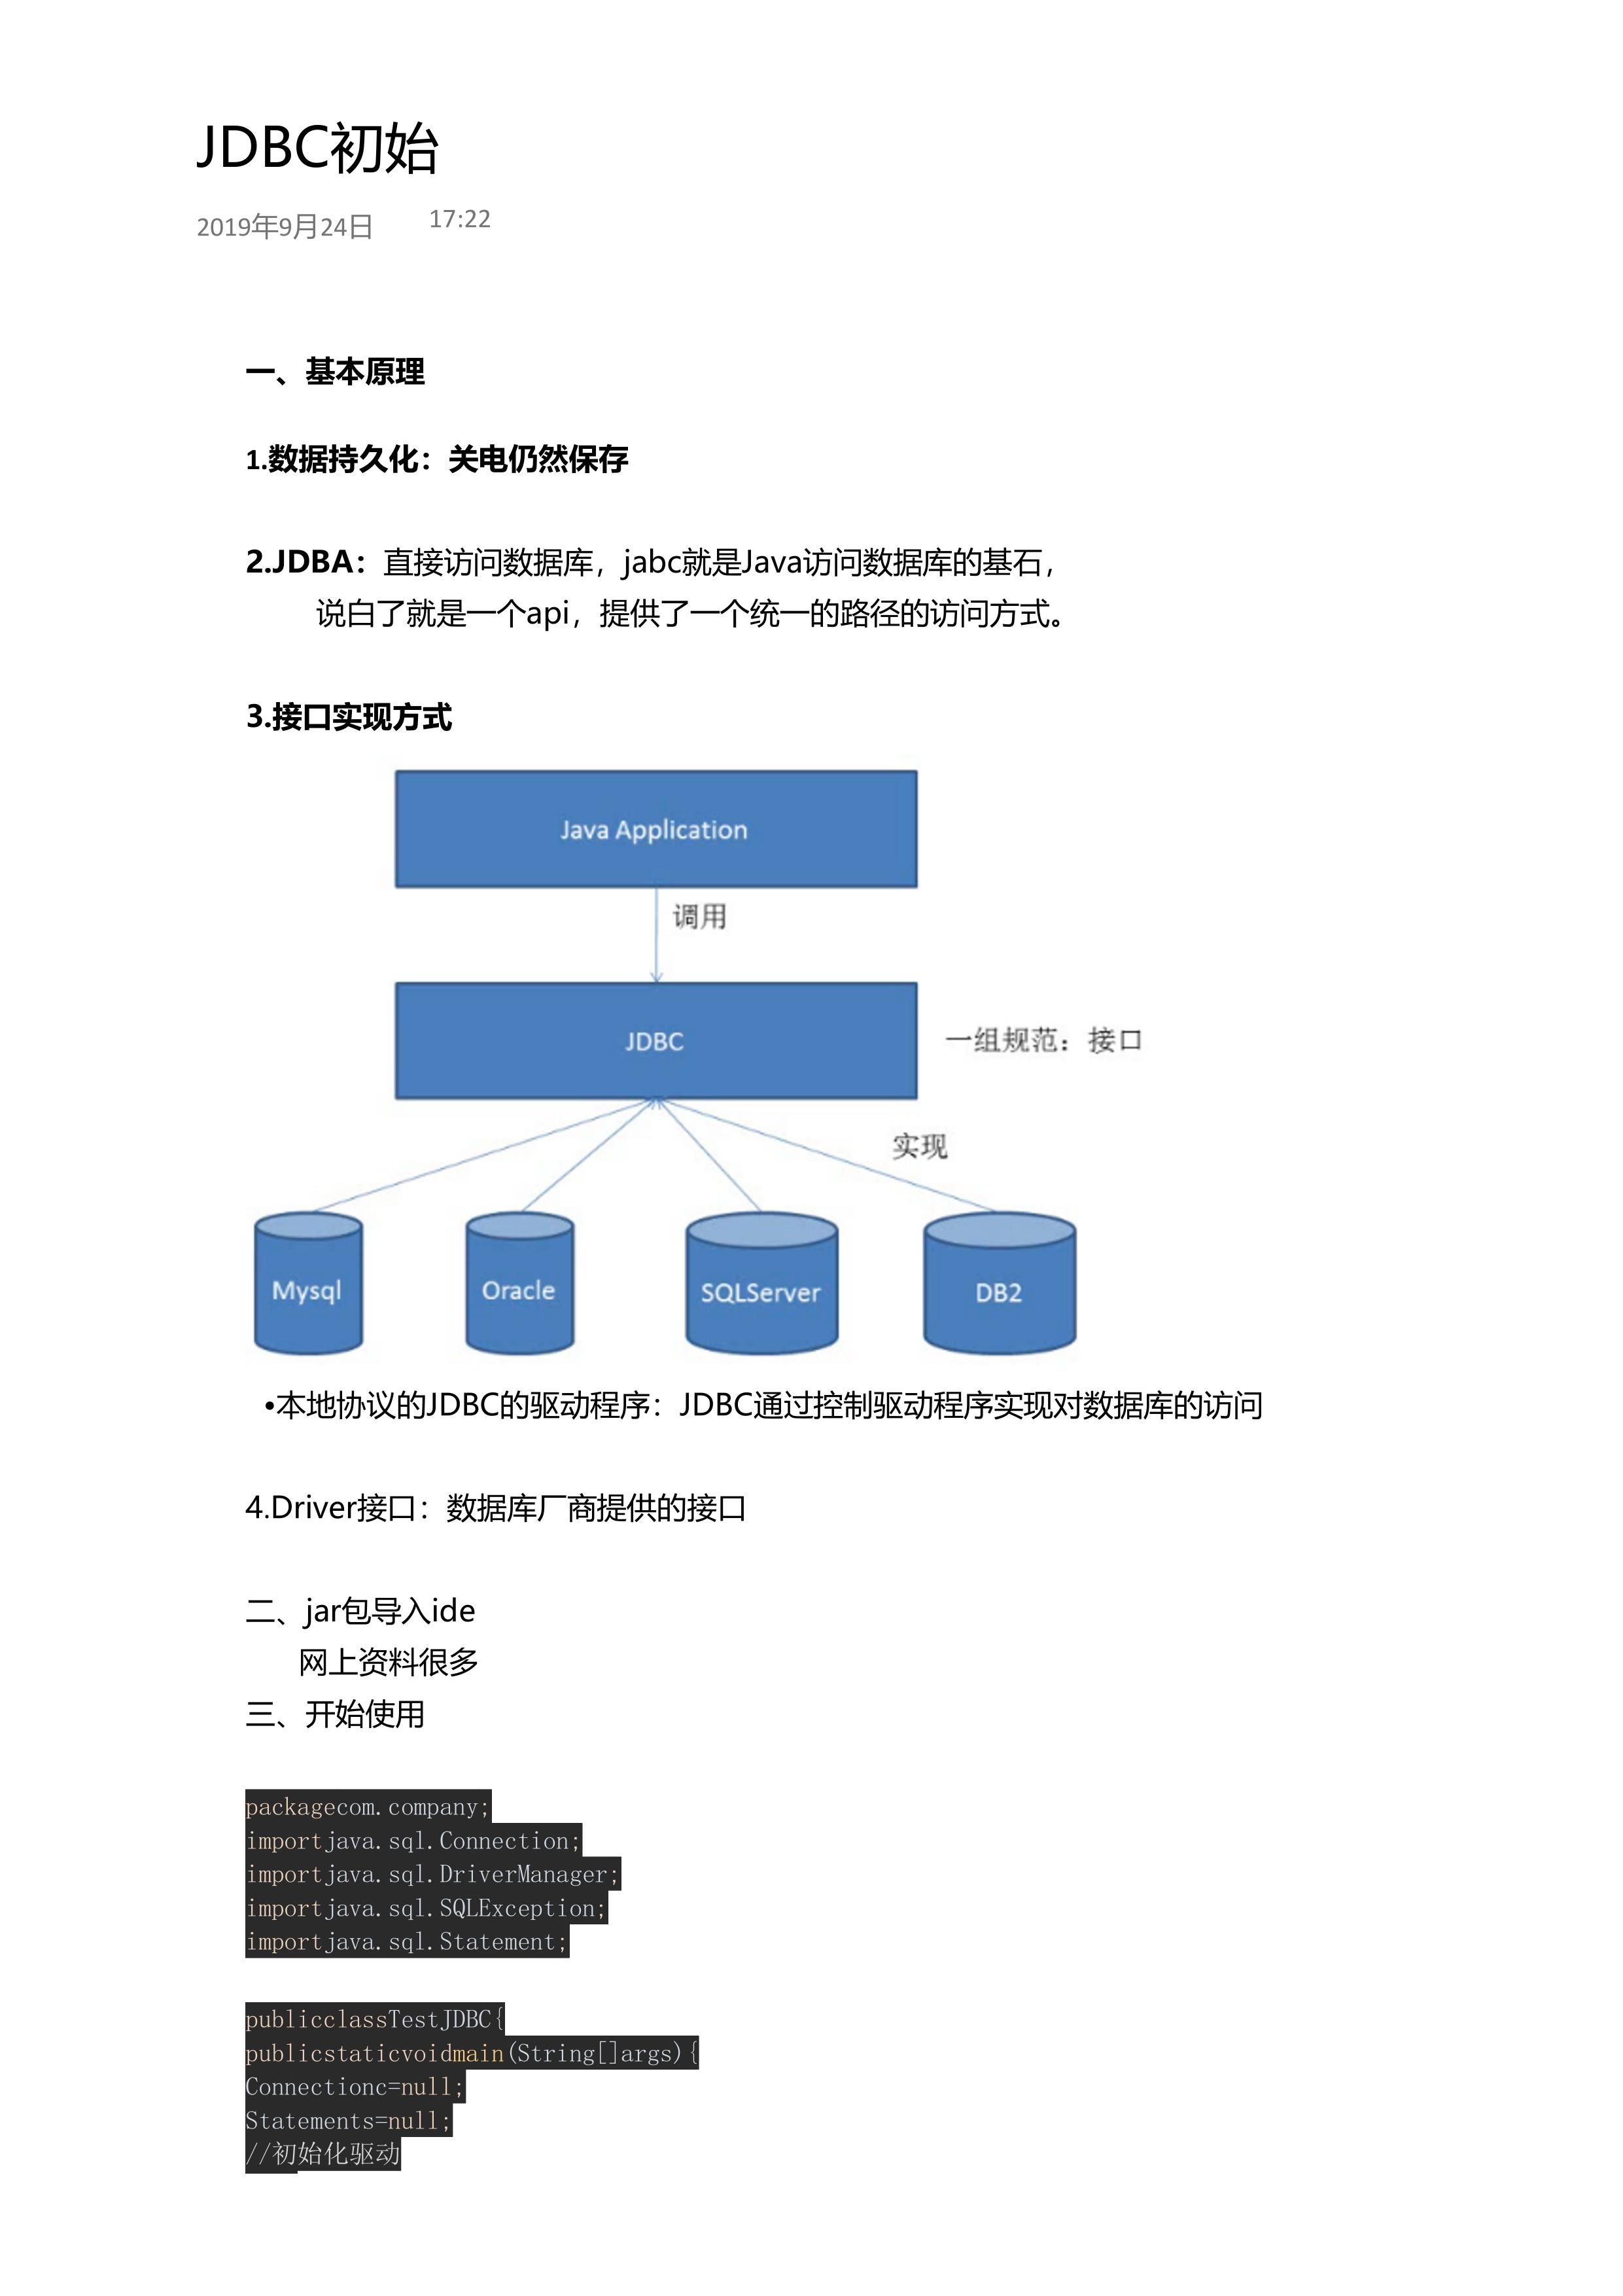 JDBC初始
2019年9月24日 17:22
一、基本原理
1.数据持久化：关电仍然保存
2.JDBA：直接访问数据库，jabc就是Java访问数据库的基石，
说白了就是一个api，提供了一个统一的路径的访问方式。
3.接口实现方式
Java Application
调用
JDBC
一组规范：接口
实现
Mysql
Oracle
SQLServer
DB2
•本地协议的JDBC的驱动程序：JDBC通过控制驱动程序实现对数据库的访问
4.Driver接口：数据库厂商提供的接口
二、jar包导入ide
网上资料很多
三、开始使用
packagecom.company;
importjava.sql.Connection;
importjava.sql.DriverManager;
importjava.sql.SQLException;
importjava.sql.Statement;
publicclassTestJDBC{
publicstaticvoidmain(String[]args){
Connectionc=null;
Statements=null;
//初始化驱动